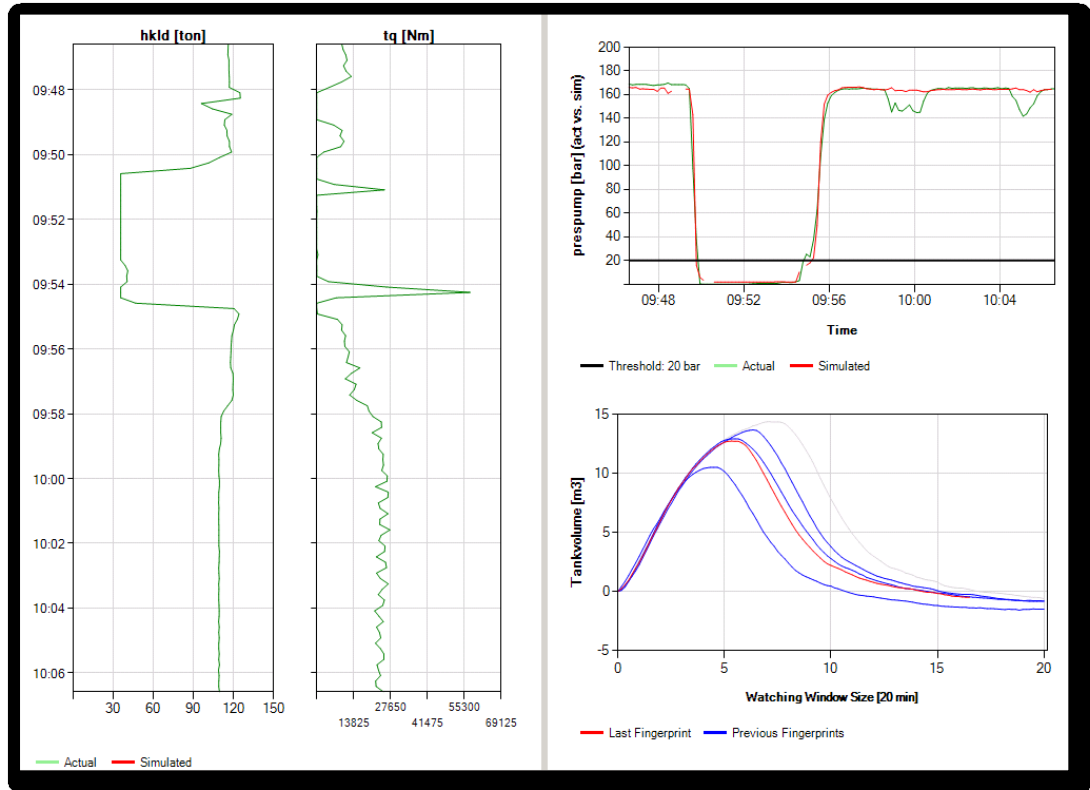 hkld [ton]
tq [Nm]
09:48
09:50
09:52
09:54
09:56
09:58
10:00
10:02
10:04
10:06
30 60 90 120 150
27650 55300
13825 41475 69125
Actual Simulated
prespump [bar] (act vs. sim)
200
180
160
140
120
100
80
60
40
20
09:48 09:52 09:56 10:00 10:04
Time
Threshold: 20 bar Actual Simulated
Tankvolume [m3]
15
10
5
0
-5
0 5 10 15 20
Watching Window Size [20 min]
Last Fingerprint Previous Fingerprints